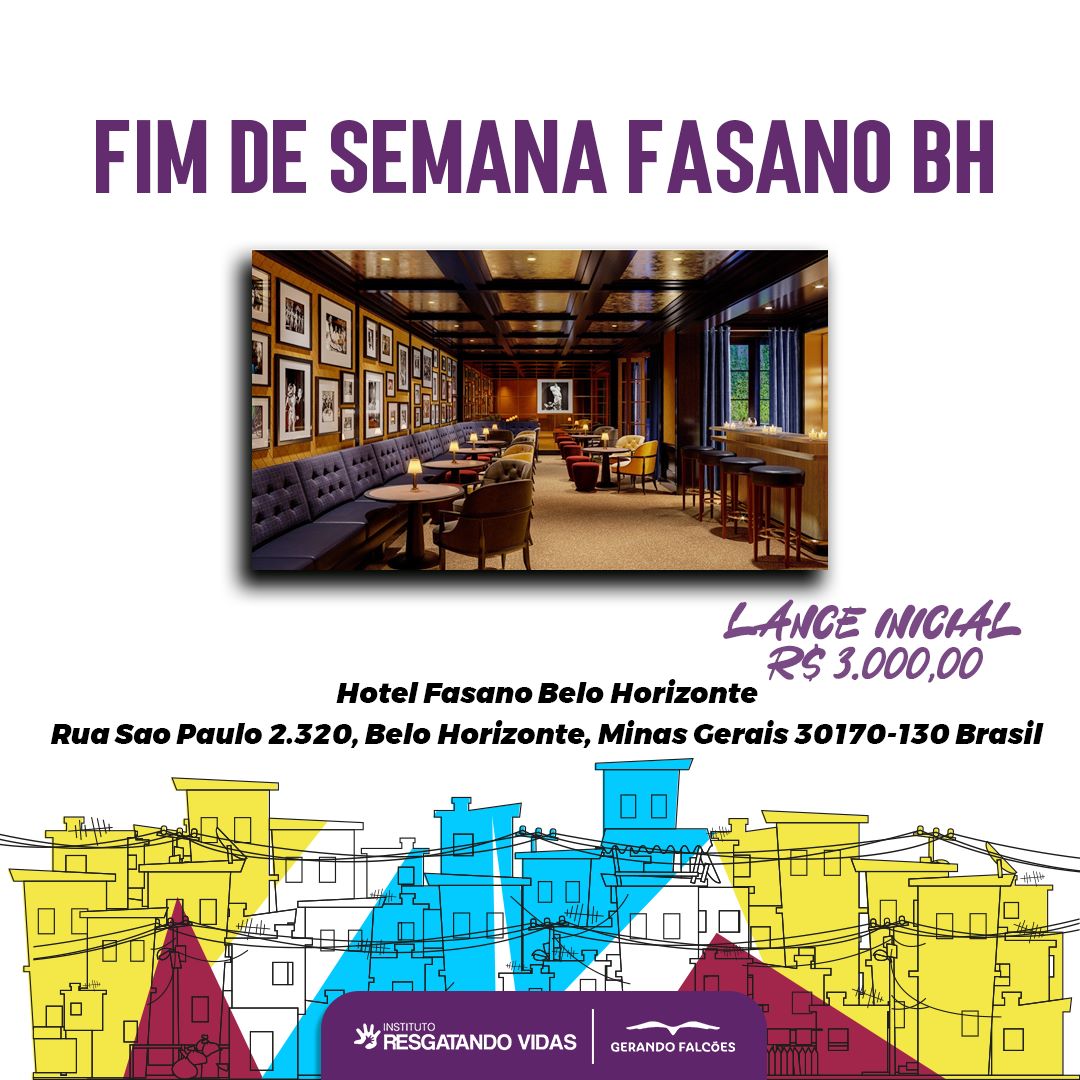 FIM DE SEMANA FASANO BH
LANCE INICIAL
R$ 3.000,00
Hotel Fasano Belo Horizonte
Rua Sao Paulo 2.320, Belo Horizonte, Minas Gerais 30170-130 Brasil
INSTITUTO
RESGATANDO VIDAS
GERANDO FALCÕES